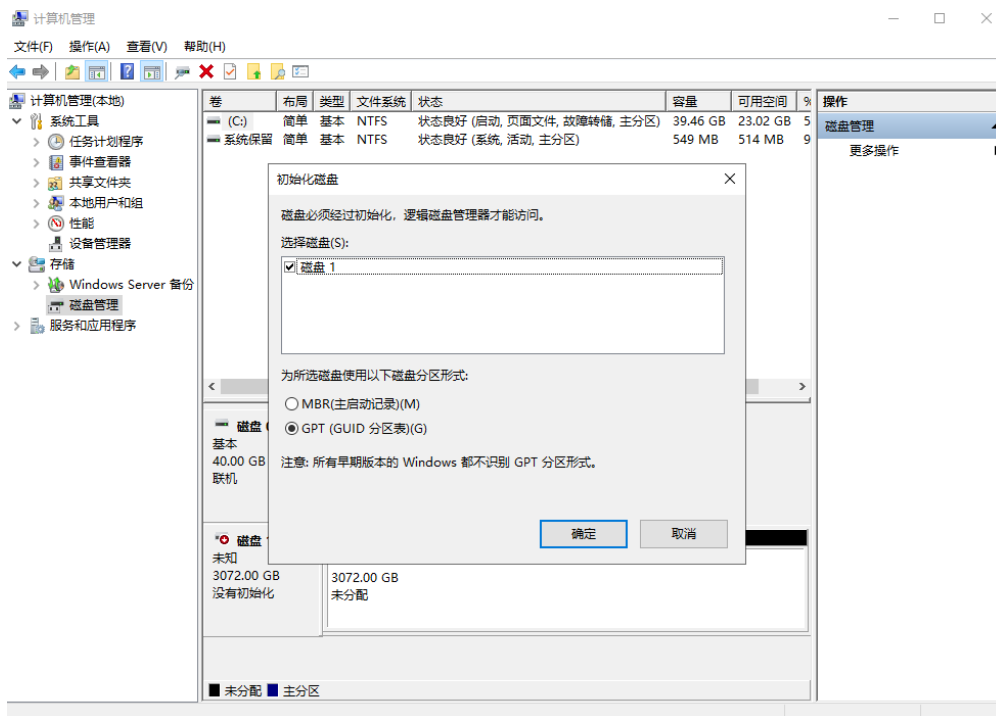 计算机管理
文件(F) 操作(A) 查看(V) 帮助(H)
计算机管理(本地)
系统工具
任务计划程序
事件查看器
共享文件夹
本地用户和组
性能
设备管理器
存储
Windows Server 备份
磁盘管理
服务和应用程序
卷 布局 类型 文件系统 状态 容量 可用空间 %
(C:) 简单 基本 NTFS 状态良好 (启动, 页面文件, 故障转储, 主分区) 39.46 GB 23.02 GB 5
系统保留 简单 基本 NTFS 状态良好 (系统, 活动, 主分区) 549 MB 514 MB 9
操作
磁盘管理
更多操作
初始化磁盘
磁盘必须经过初始化，逻辑磁盘管理器才能访问。
选择磁盘(S):
磁盘 1
为所选磁盘使用以下磁盘分区形式:
MBR(主启动记录)(M)
GPT (GUID 分区表)(G)
注意: 所有早期版本的 Windows 都不识别 GPT 分区形式。
确定 取消
磁盘
基本
40.00 GB
联机
磁盘
未知
3072.00 GB
没有初始化
3072.00 GB
未分配
未分配 主分区